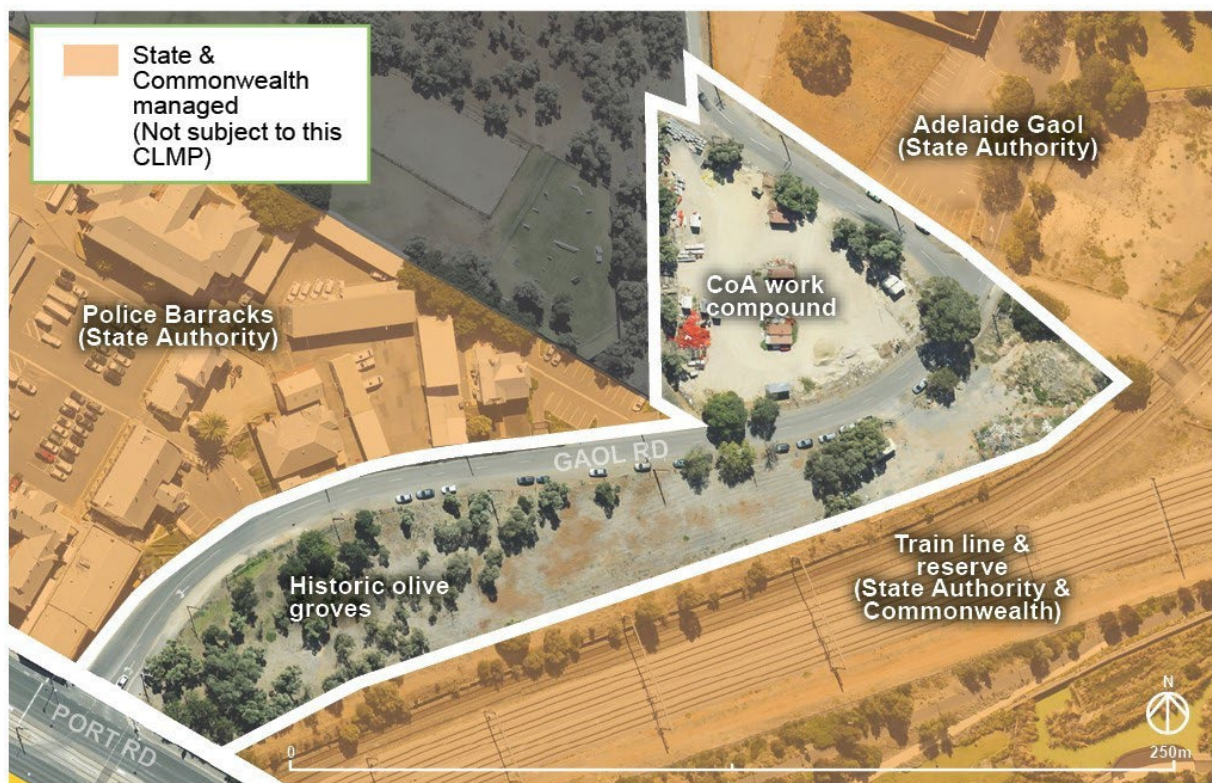 State &
Commonwealth
managed
(Not subject to this
CLMP)
Adelaide Gaol
(State Authority)
CoA work
compound
Police Barracks
(State Authority)
GAOL RD
Historic olive
groves
Train line &
reserve
(State Authority &
Commonwealth)
PORT RD
N
0
250m